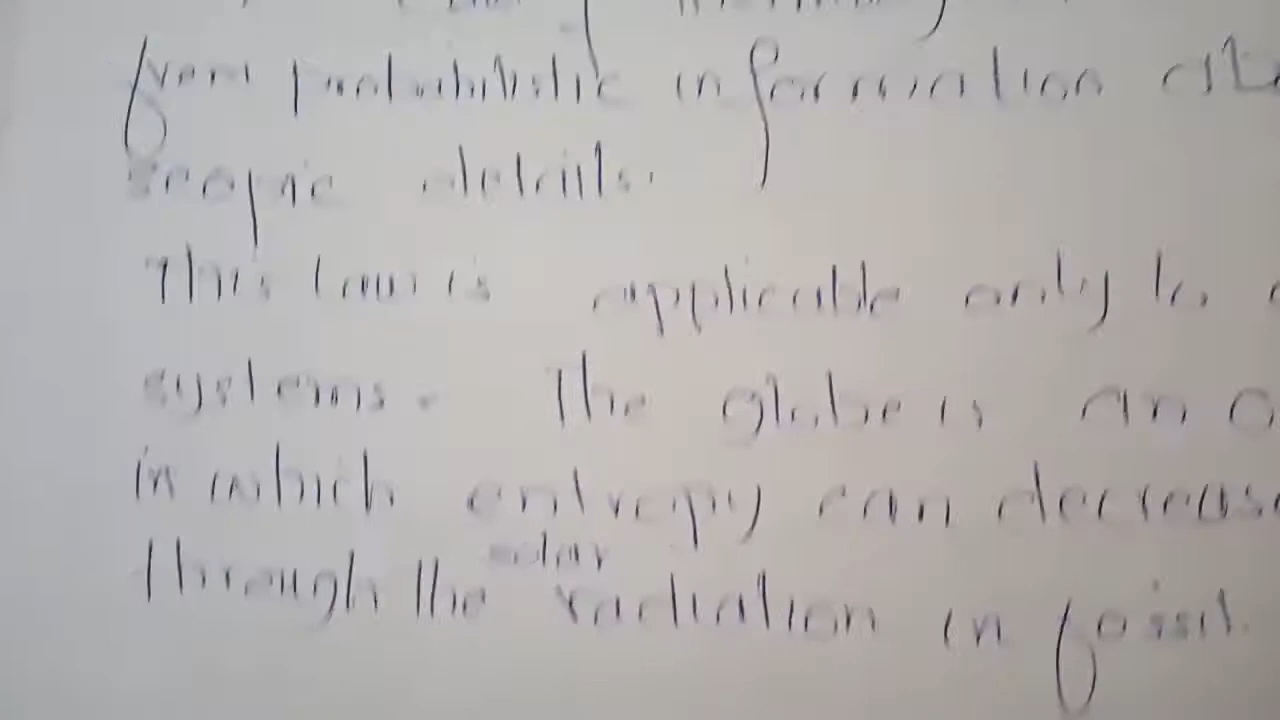 from probabilistic information
scopic details.
This law is applicable only to
systems. The globe is an
in which entropy can decrease
solar
through the radiation in fossil